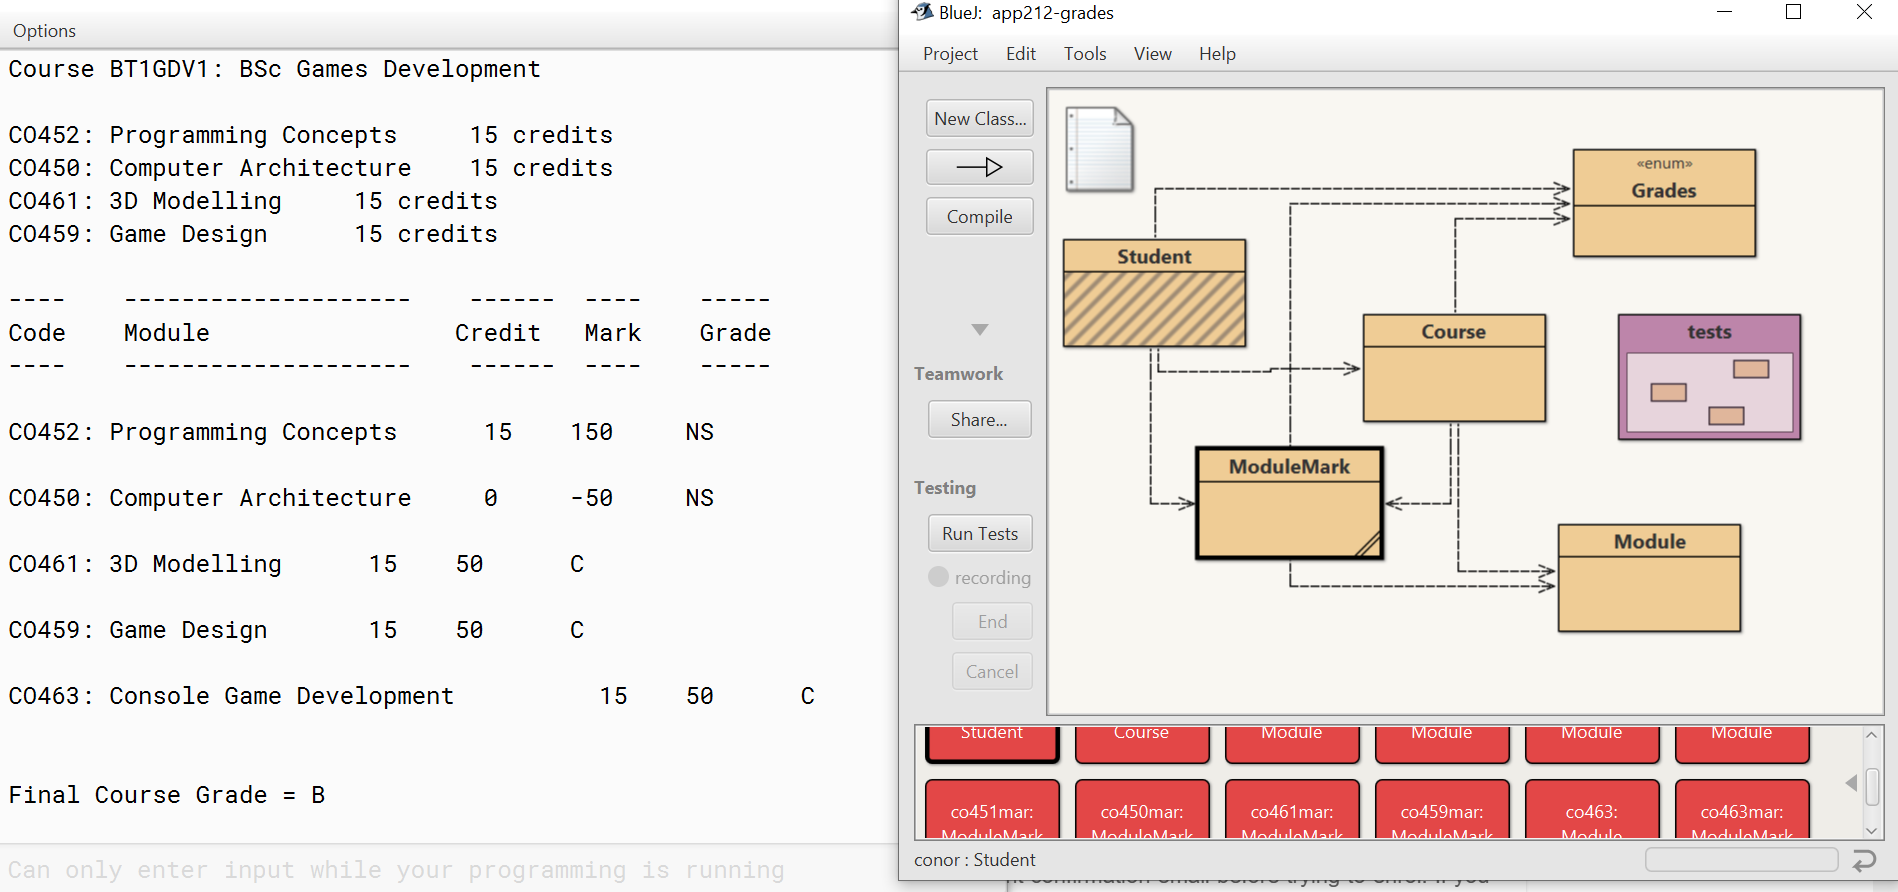 Options
Course BT1GDV1: BSc Games Development
CO452: Programming Concepts 15 credits
CO450: Computer Architecture 15 credits
CO461: 3D Modelling 15 credits
CO459: Game Design 15 credits
---- -------------------- ------ ---- -----
Code Module Credit Mark Grade
---- -------------------- ------ ---- -----
CO452: Programming Concepts 15 150 NS
CO450: Computer Architecture 0 -50 NS
CO461: 3D Modelling 15 50 C
CO459: Game Design 15 50 C
CO463: Console Game Development 15 50 C
Final Course Grade = B
Can only enter input while your programming is running
BlueJ: app212-grades
Project Edit Tools View Help
New Class...
Compile
Teamwork
Share...
Testing
Run Tests
recording
End
Cancel
«enum»
Grades
Student
Course
tests
ModuleMark
Module
Student Course Module Module Module Module
co451mar: co450mar: co461mar: co459mar: co463: co463mar:
ModuleMark ModuleMark ModuleMark ModuleMark Module ModuleMark
conor : Student